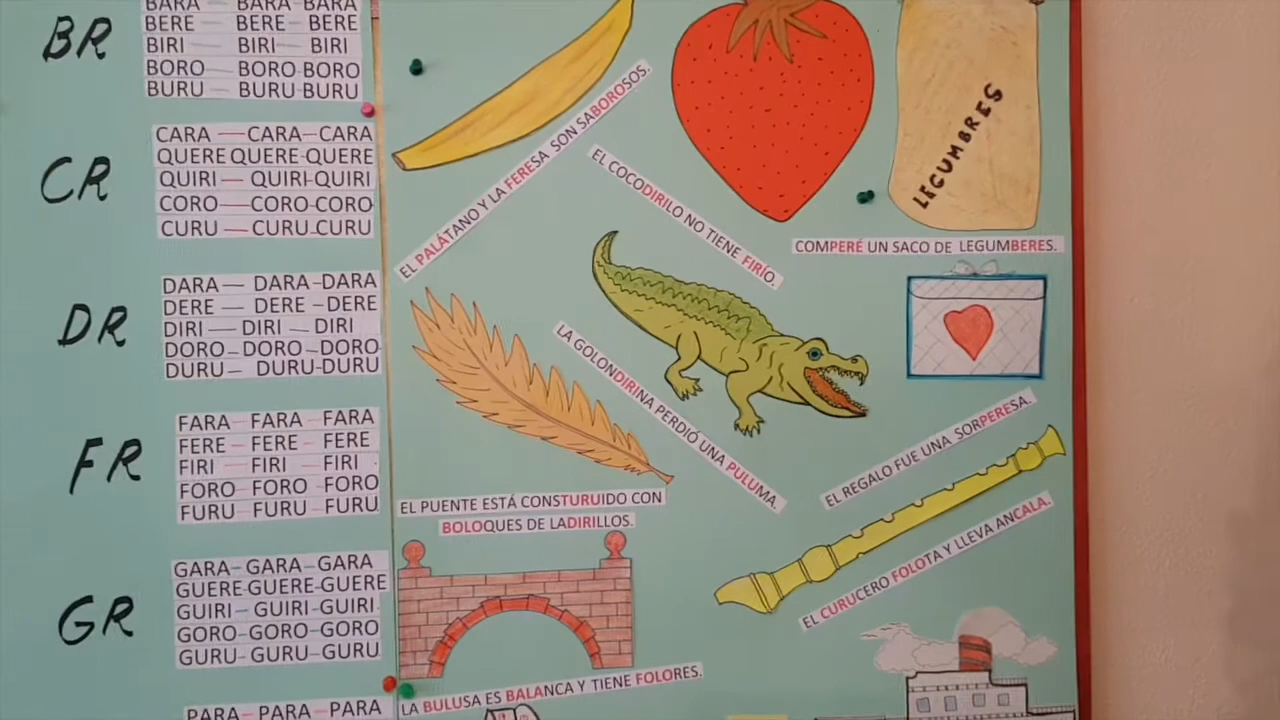 BR
BARA – BARA-BARA
BERE — BERE – BERE
BIRI — BIRI – BIRI
BORO — BORO-BORO
BURU — BURU-BURU
CR
CARA — CARA–CARA
QUERE QUERE-QUERE
QUIRI — QUIRI-QUIRI
CORO — CORO-CORO
CURU — CURU-CURU
DR
DARA — DARA-DARA
DERE — DERE –DERE
DIRI — DIRI — DIRI
DORO – DORO –DORO
DURU – DURU-DURU
FR
FARA – FARA – FARA
FERE – FERE – FERE
FIRI — FIRI — FIRI
FORO – FORO – FORO
FURU – FURU – FURU
GR
GARA – GARA – GARA
GUERE-GUERE-GUERE
GUIRI– GUIRI–GUIRI
GORO–GORO–GORO
GURU–GURU–GURU
PARA–PARA–PARA
EL PALÁTANO Y LA FERESA SON SABOROSOS.
EL COCODIRILO NO TIENE FIRÍO.
LEGUMBRES
COMPERÉ UN SACO DE LEGUMBERES.
LA GOLONDIRINA PERDIÓ UNA PULUMA.
EL REGALO FUE UNA SORPERESA.
EL PUENTE ESTÁ CONSTURUIDO CON
BOLOQUES DE LADIRILLOS.
EL CURUCERO FOLOTA Y LLEVA ANCALA.
LA BULUSA ES BALANCA Y TIENE FOLORES.